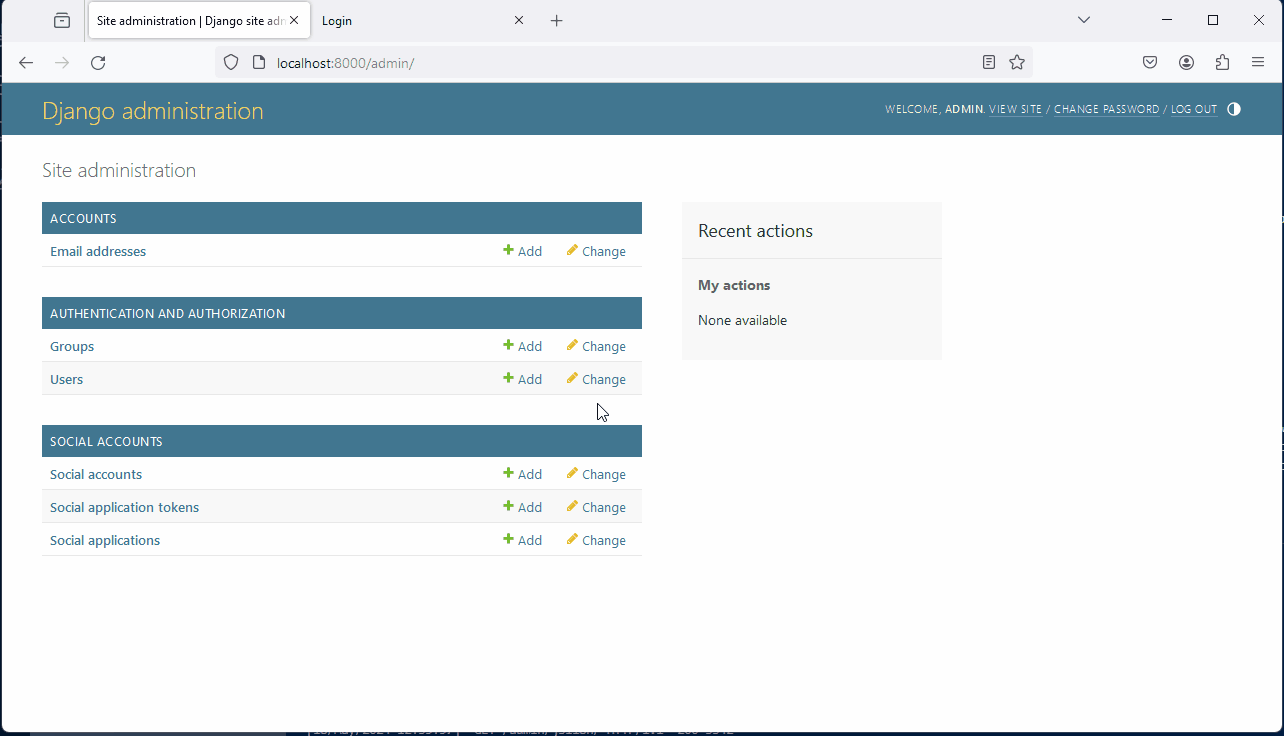 Site administration | Django site adn
Login
localhost:8000/admin/
Django administration
WELCOME, ADMIN. VIEW SITE / CHANGE PASSWORD / LOG OUT
Site administration
ACCOUNTS
Email addresses Add Change
AUTHENTICATION AND AUTHORIZATION
Groups Add Change
Users Add Change
SOCIAL ACCOUNTS
Social accounts Add Change
Social application tokens Add Change
Social applications Add Change
Recent actions
My actions
None available